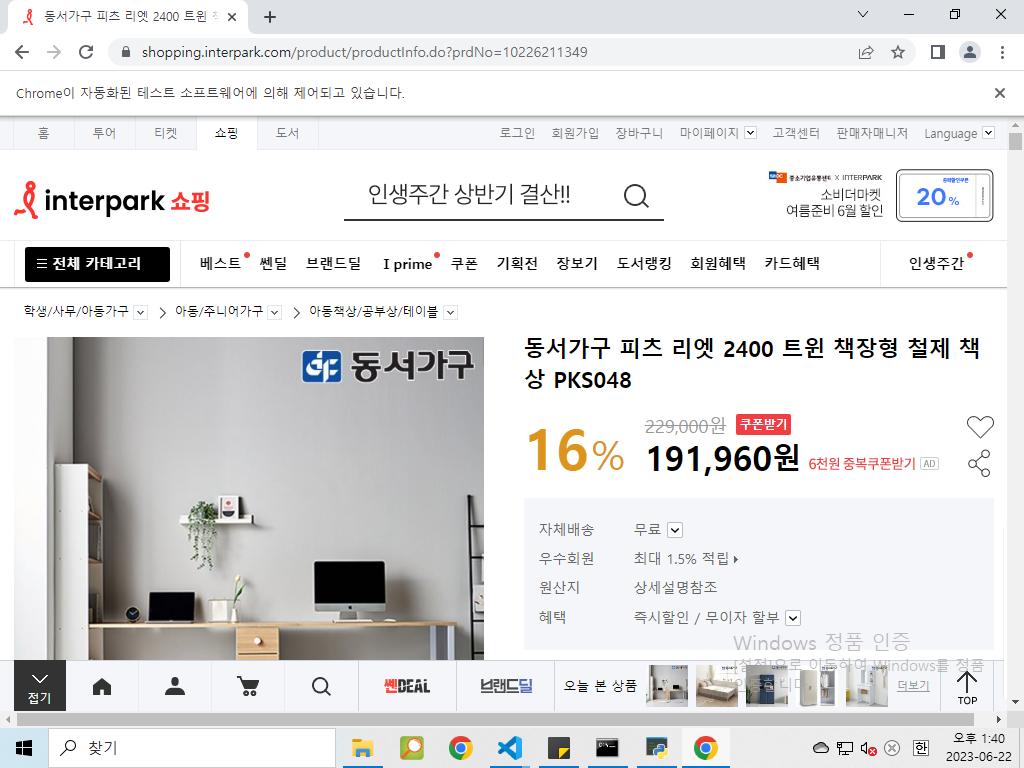 동서가구 피츠 리엣 2400 트윈
shopping.interpark.com/product/productInfo.do?prdNo=10226211349
Chrome이 자동화된 테스트 소프트웨어에 의해 제어되고 있습니다.
홈 투어 티켓 쇼핑 도서 로그인 회원가입 장바구니 마이페이지 고객센터 판매자매니저 Language
interpark 쇼핑 인생주간 상반기 결산!!
중소기업유통센터 X INTERPARK
소비더마켓
여름준비 6월 할인
20%
전체 카테고리 베스트 쎈딜 브랜드딜 I prime 쿠폰 기획전 장보기 도서랭킹 회원혜택 카드혜택 인생주간
학생/사무/아동가구 아동/주니어가구 아동책상/공부상/테이블
동서가구
동서가구 피츠 리엣 2400 트윈 책장형 철제 책
상 PKS048
16% 229,000원 쿠폰받기
191,960원 6천원 중복쿠폰받기 AD
자체배송 무료
우수회원 최대 1.5% 적립
원산지 상세설명참조
혜택 즉시할인 / 무이자 할부
Windows 정품 인증
[설정]으로 이동하여 Windows를 정품
접기 쎈DEAL 브랜드딜 오늘 본 상품 더보기 TOP
찾기
한
오후 1:40
2023-06-22